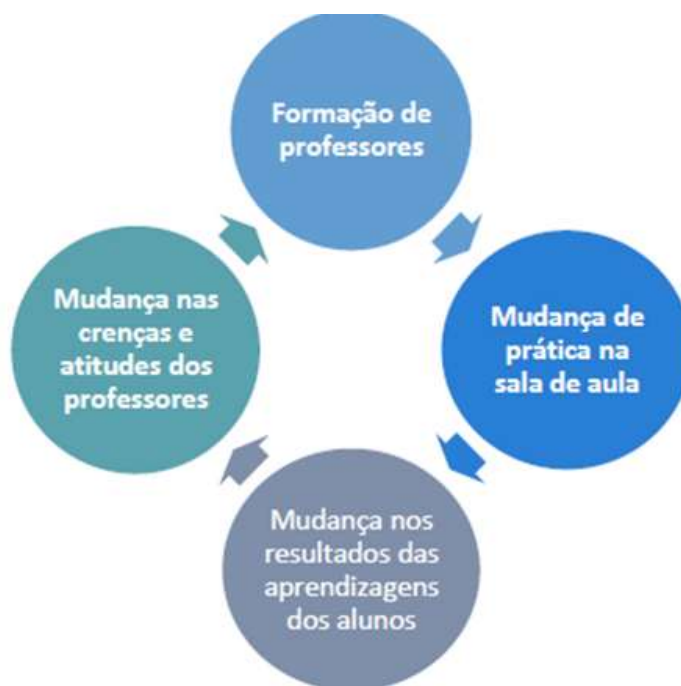 Formação de
professores
Mudança de
prática na
sala de aula
Mudança nos
resultados das
aprendizagens
dos alunos
Mudança nas
crenças e
atitudes dos
professores